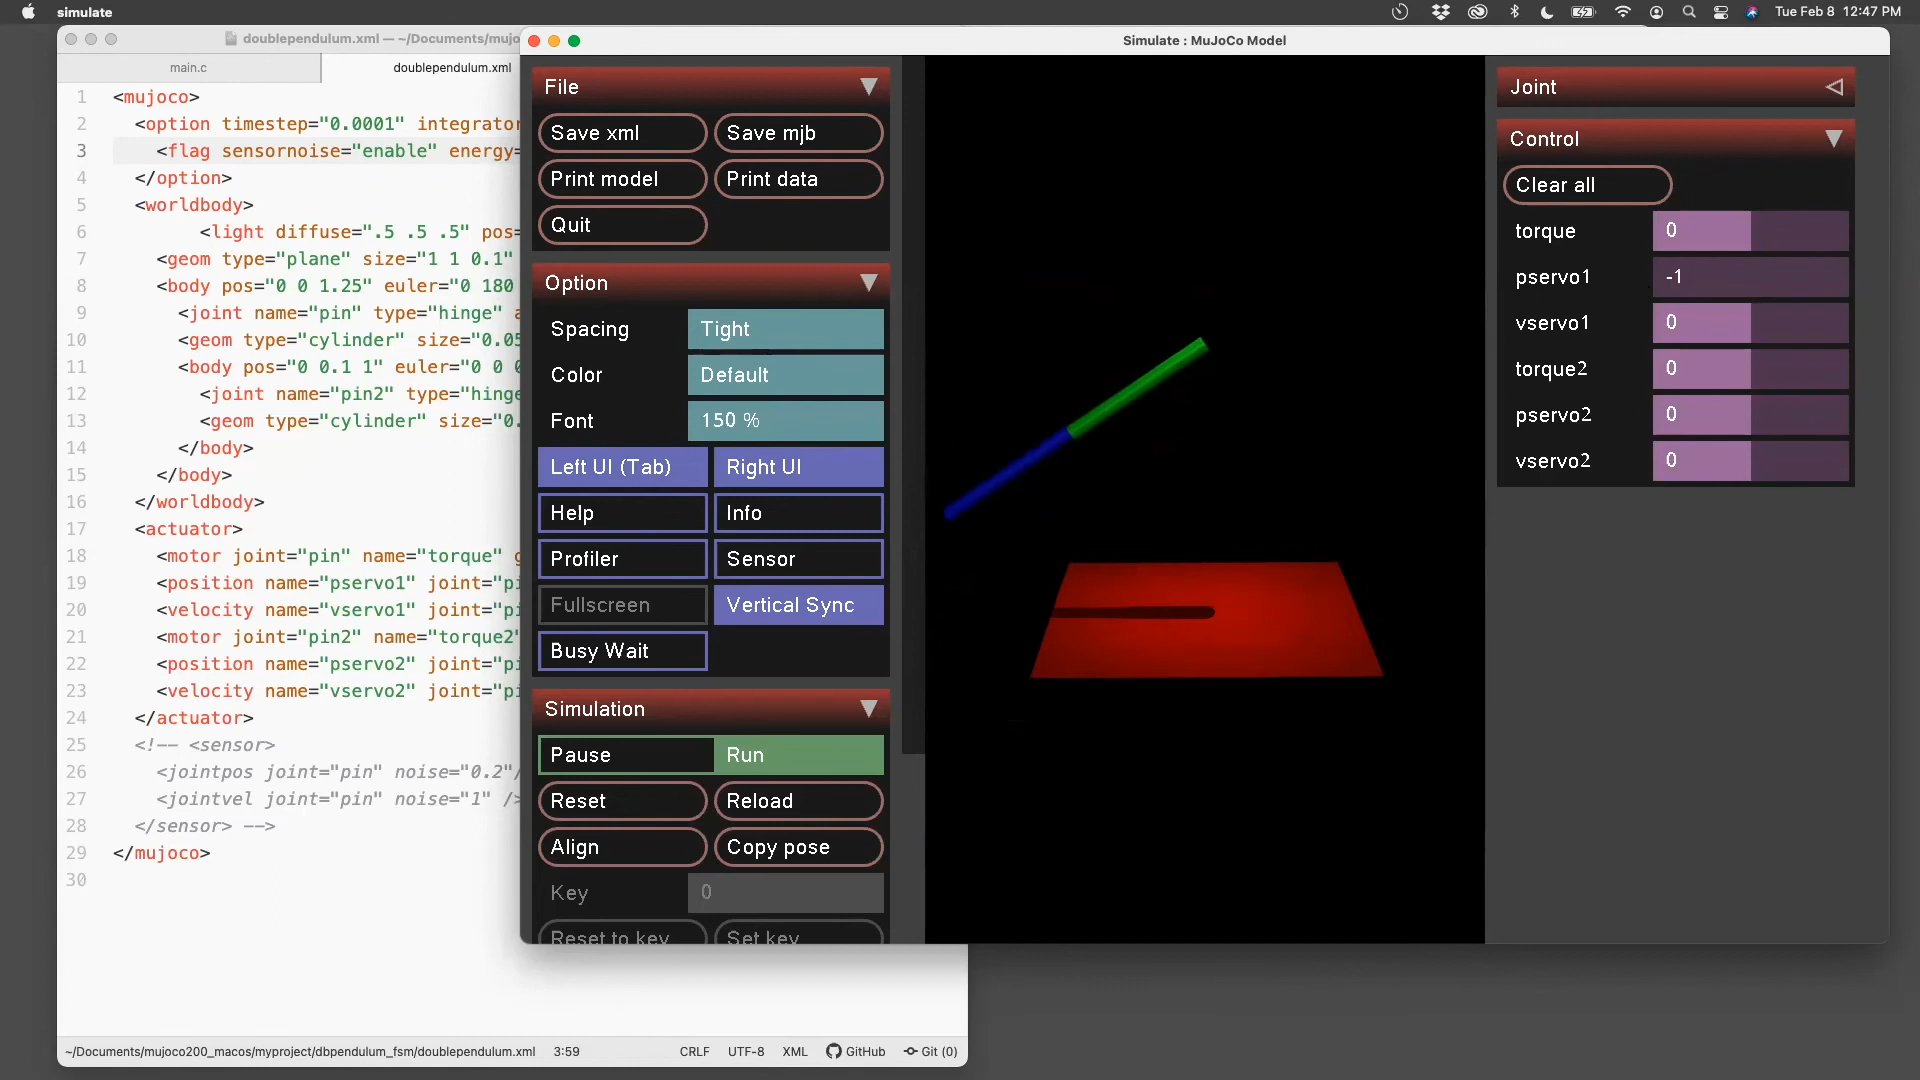 simulate
Tue Feb 8 12:47 PM
doublependulum.xml — ~/Documents/mujo
main.c
doublependulum.xml
1 <mujoco>
2 <option timestep="0.0001" integrator
3 <flag sensornoise="enable" energy=
4 </option>
5 <worldbody>
6 <light diffuse=".5 .5 .5" pos=
7 <geom type="plane" size="1 1 0.1"
8 <body pos="0 0 1.25" euler="0 180
9 <joint name="pin" type="hinge" a
10 <geom type="cylinder" size="0.05
11 <body pos="0 0.1 1" euler="0 0 0
12 <joint name="pin2" type="hinge
13 <geom type="cylinder" size="0.
14 </body>
15 </body>
16 </worldbody>
17 <actuator>
18 <motor joint="pin" name="torque" g
19 <position name="pservo1" joint="pi
20 <velocity name="vservo1" joint="pi
21 <motor joint="pin2" name="torque2"
22 <position name="pservo2" joint="pi
23 <velocity name="vservo2" joint="pi
24 </actuator>
25 <!-- <sensor>
26 <jointpos joint="pin" noise="0.2"/
27 <jointvel joint="pin" noise="1" />
28 </sensor> -->
29 </mujoco>
30
~/Documents/mujoco200_macos/myproject/dbpendulum_fsm/doublependulum.xml 3:59 CRLF UTF-8 XML GitHub Git (0)
Simulate : MuJoCo Model
File
Save xml Save mjb
Print model Print data
Quit
Option
Spacing Tight
Color Default
Font 150 %
Left UI (Tab) Right UI
Help Info
Profiler Sensor
Fullscreen Vertical Sync
Busy Wait
Simulation
Pause Run
Reset Reload
Align Copy pose
Key 0
Reset to key Set key
Joint
Control
Clear all
torque 0
pservo1 -1
vservo1 0
torque2 0
pservo2 0
vservo2 0